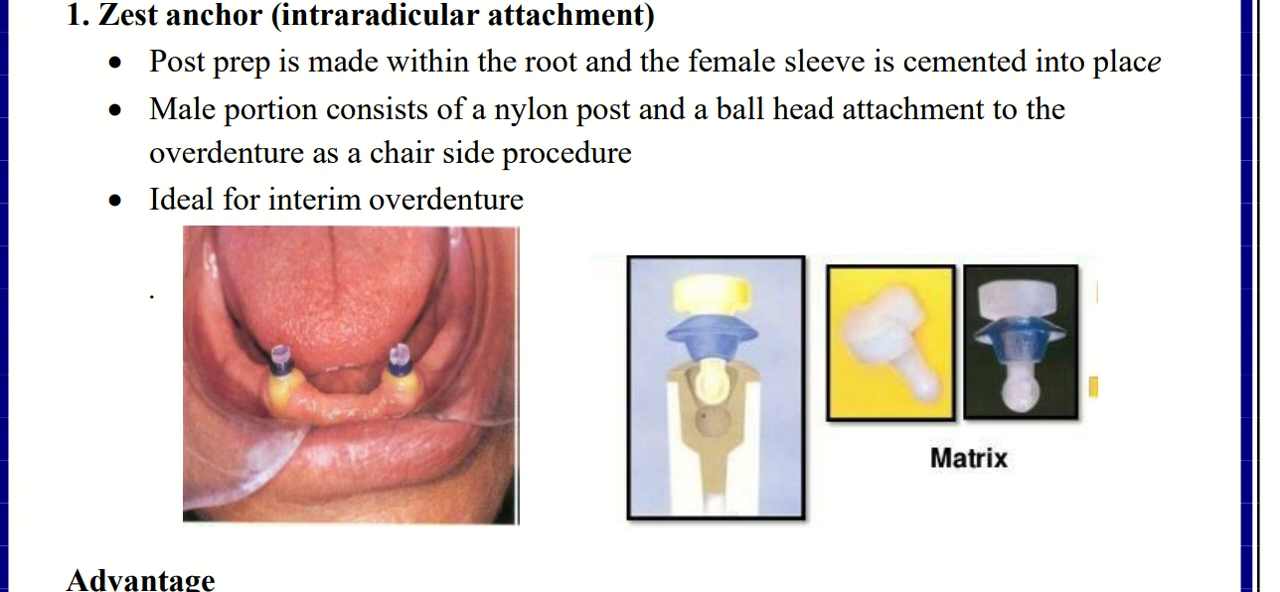 1. Zest anchor (intraradicular attachment)
• Post prep is made within the root and the female sleeve is cemented into place
• Male portion consists of a nylon post and a ball head attachment to the
overdenture as a chair side procedure
• Ideal for interim overdenture
.
Matrix
Advantage